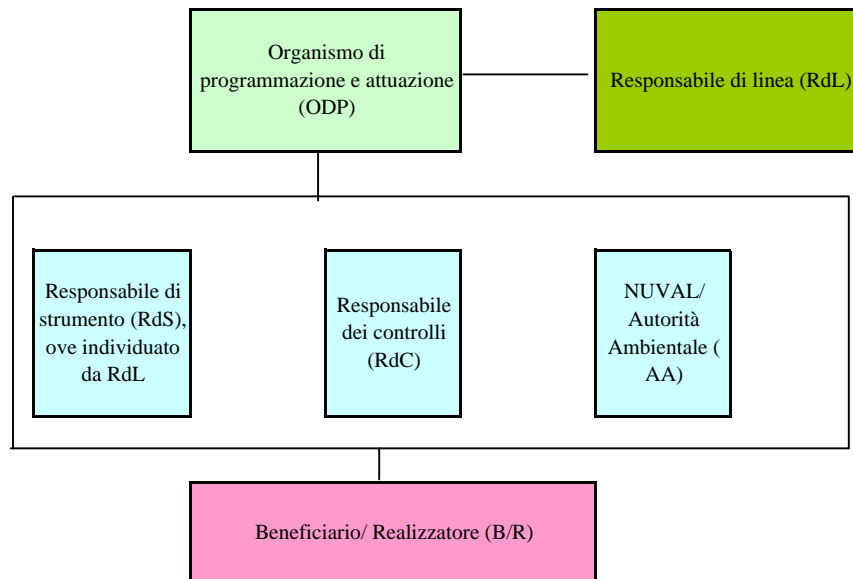 Organismo di
programmazione e attuazione
(ODP)
Responsabile di linea (RdL)
Responsabile di
strumento (RdS),
ove individuato
da RdL
Responsabile
dei controlli
(RdC)
NUVAL/
Autorità
Ambientale (
AA)
Beneficiario/ Realizzatore (B/R)